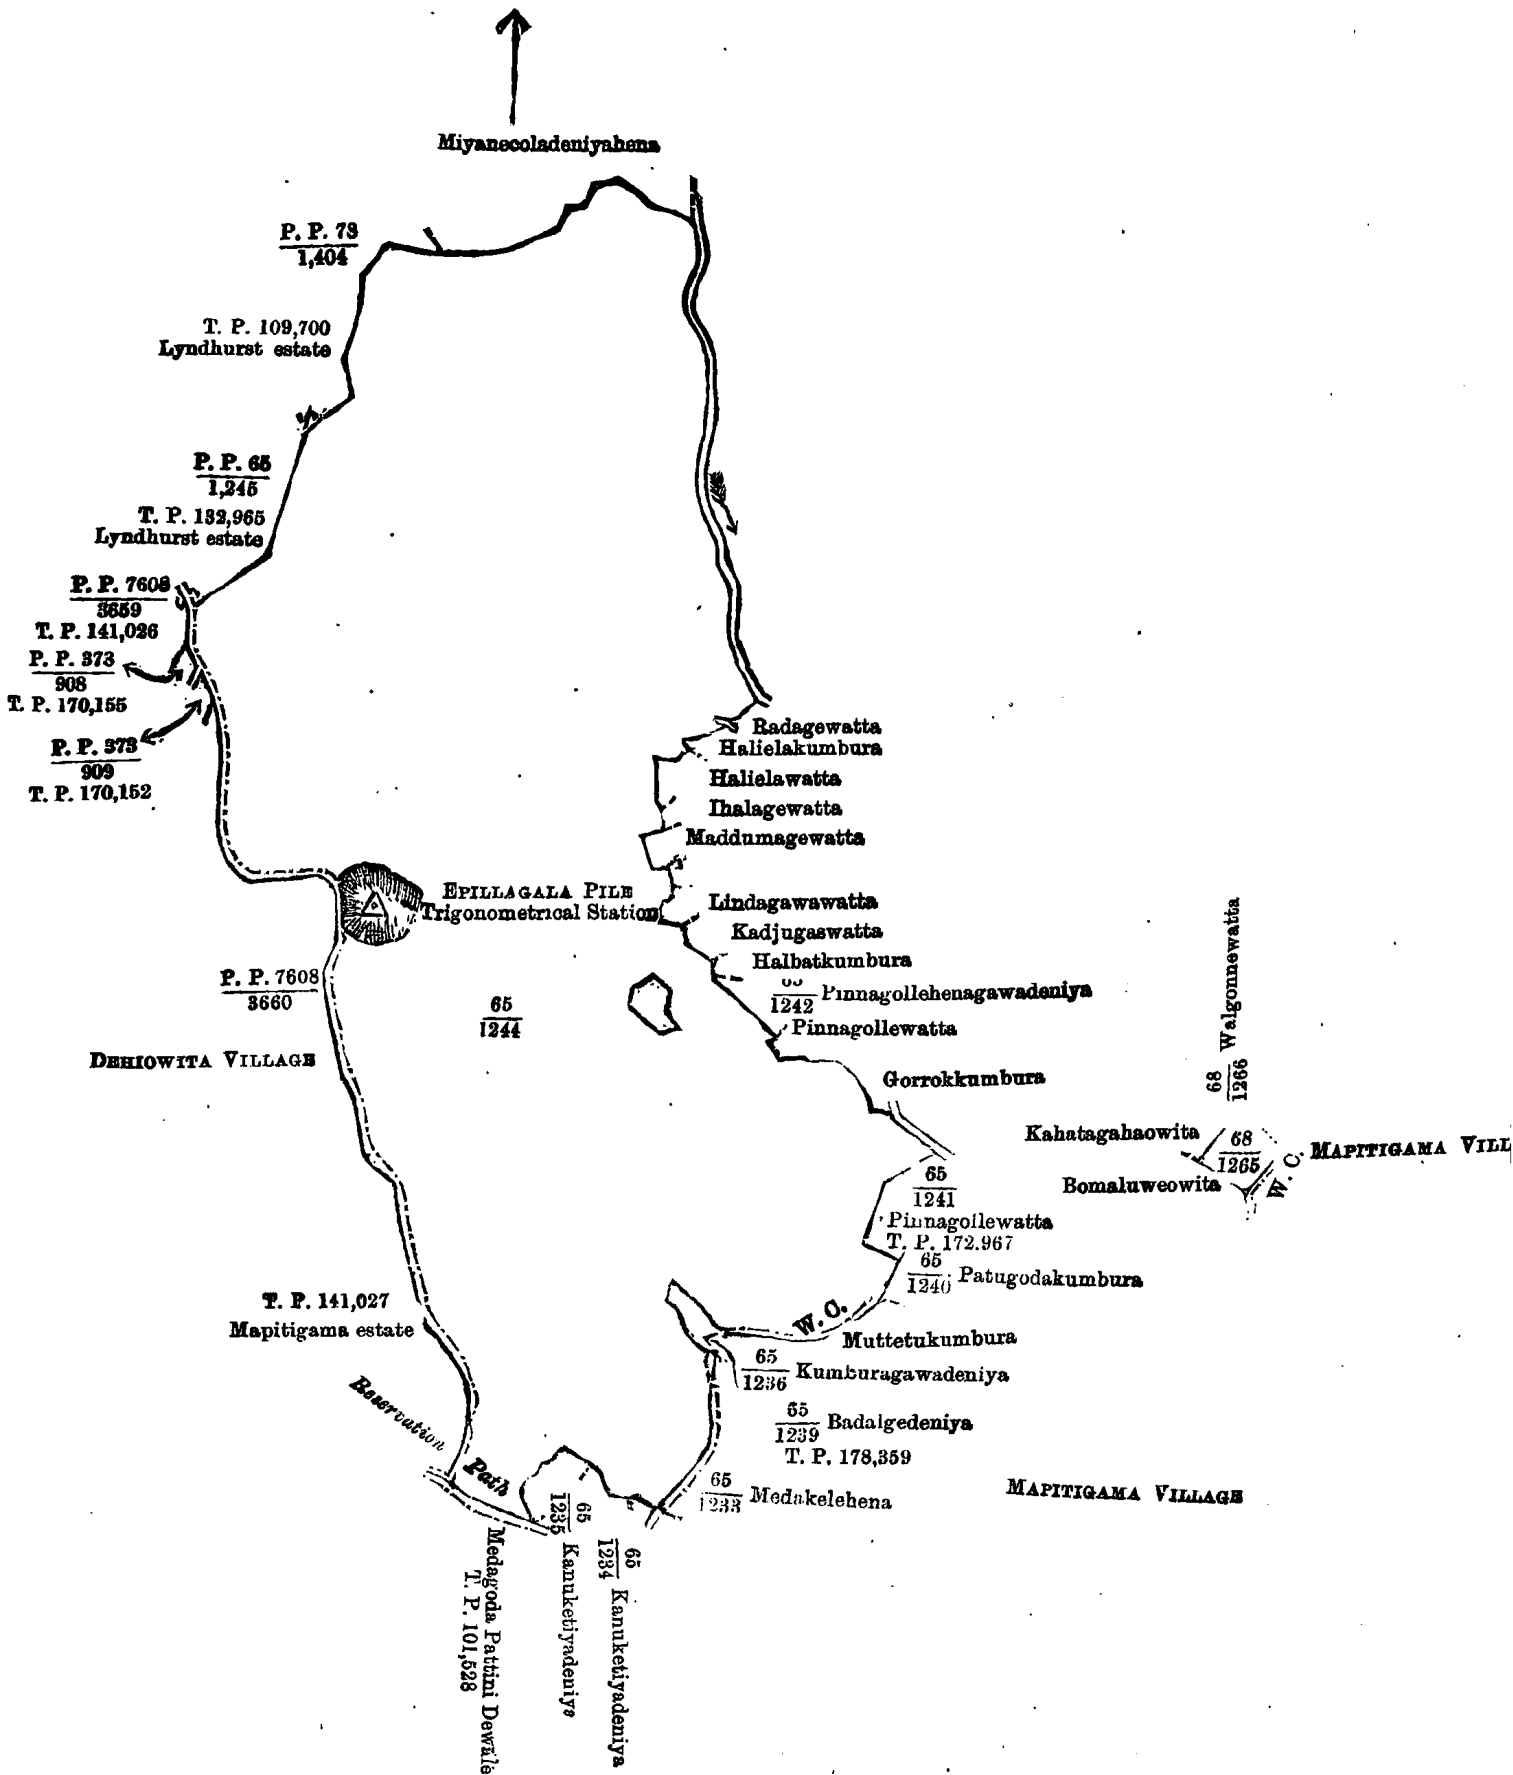 Miyanecoladeniyahena
P. P. 73
1,404
T. P. 109,700
Lyndhurst estate
P. P. 65
1,245
T. P. 132,965
Lyndhurst estate
P. P. 7608
3659
T. P. 141,026
P. P. 373
908
T. P. 170,155
P. P. 373
909
T. P. 170,152
Radagewatta
Halielakumbura
Halielawatta
Ihalagewatta
Maddumagewatta
EPILLAGALA PILE
Trigonometrical Station
Lindagawawatta
Kadjugaswatta
Halbatkumbura
1242 Pinnagollehenagawadeniya
Pinnagollewatta
P. P. 7608
3660
65
1244
DEHIOWITA VILLAGE
Gorrokkumbura
68
1266 Walgonnewatta
Kahatagahaowita
68
1265
W. C.
MAPITIGAMA VILL
Bomaluweowita
65
1241
Pinnagollewatta
T. P. 172.967
65
1240 Patugodakumbura
T. P. 141,027
Mapitigama estate
W. C.
Muttetukumbura
65
1236 Kumburagawadeniya
65
1239 Badalgedeniya
T. P. 178,359
Reservation Path
65
1233 Medakelehena
MAPITIGAMA VILLAGE
65
1235 Kanuketiyadeniya
65
1234 Kanuketiyadeniya
Medagoda Pattini Dewale
T. P. 101,528